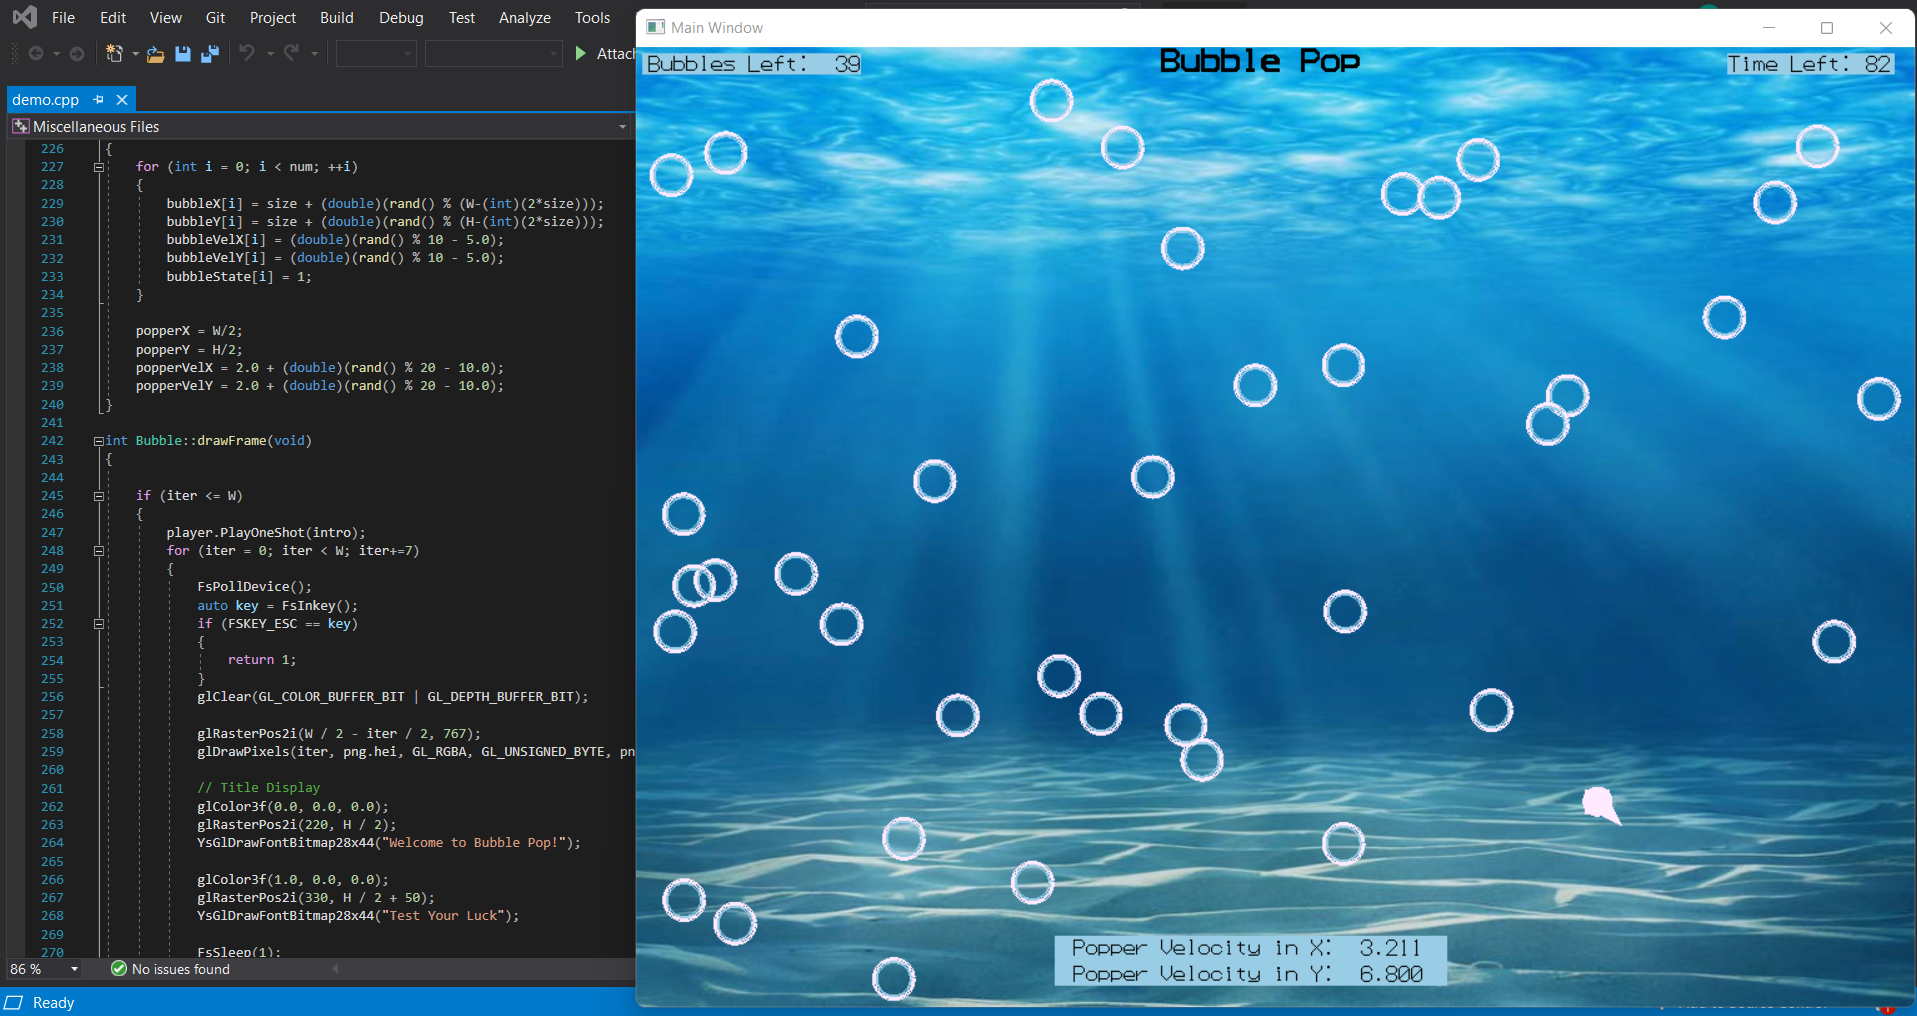 File Edit View Git Project Build Debug Test Analyze Tools
Attach
demo.cpp
Miscellaneous Files
226 {
227 for (int i = 0; i < num; ++i)
228 {
229 bubbleX[i] = size + (double)(rand() % (W-(int)(2*size)));
230 bubbleY[i] = size + (double)(rand() % (H-(int)(2*size)));
231 bubbleVelX[i] = (double)(rand() % 10 - 5.0);
232 bubbleVelY[i] = (double)(rand() % 10 - 5.0);
233 bubbleState[i] = 1;
234 }
235
236 popperX = W/2;
237 popperY = H/2;
238 popperVelX = 2.0 + (double)(rand() % 20 - 10.0);
239 popperVelY = 2.0 + (double)(rand() % 20 - 10.0);
240 }
241
242 int Bubble::drawFrame(void)
243 {
244
245 if (iter <= W)
246 {
247 player.PlayOneShot(intro);
248 for (iter = 0; iter < W; iter+=7)
249 {
250 FsPollDevice();
251 auto key = FsInkey();
252 if (FSKEY_ESC == key)
253 {
254 return 1;
255 }
256 glClear(GL_COLOR_BUFFER_BIT | GL_DEPTH_BUFFER_BIT);
257
258 glRasterPos2i(W / 2 - iter / 2, 767);
259 glDrawPixels(iter, png.hei, GL_RGBA, GL_UNSIGNED_BYTE, pn
260
261 // Title Display
262 glColor3f(0.0, 0.0, 0.0);
263 glRasterPos2i(220, H / 2);
264 YsGlDrawFontBitmap28x44("Welcome to Bubble Pop!");
265
266 glColor3f(1.0, 0.0, 0.0);
267 glRasterPos2i(330, H / 2 + 50);
268 YsGlDrawFontBitmap28x44("Test Your Luck");
269
270 FsSleep(1);
86 % No issues found
Ready
Main Window
Bubbles Left: 39
Bubble Pop
Time Left: 82
Popper Velocity in X: 3.211
Popper Velocity in Y: 6.800